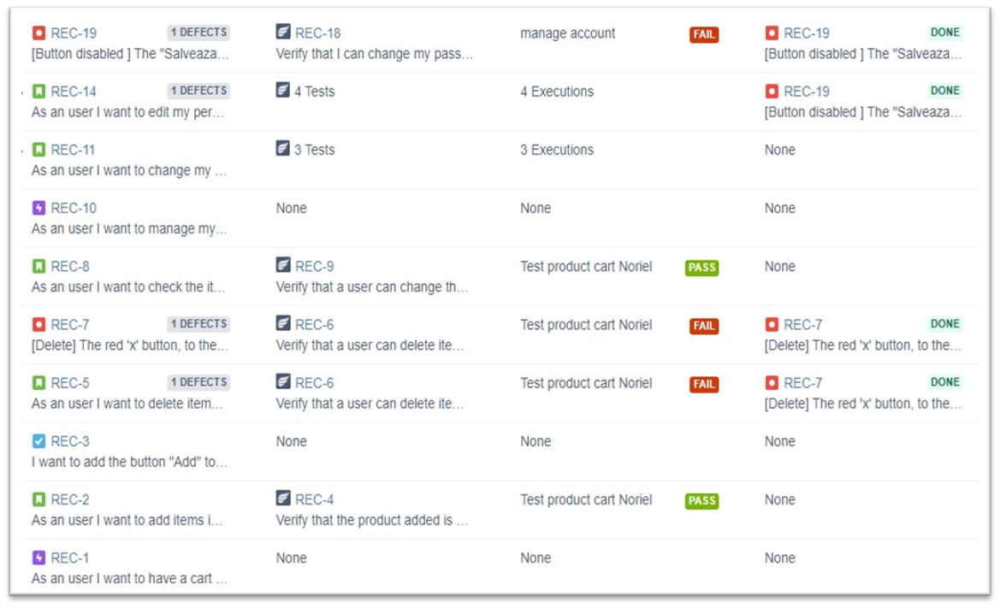 REC-19 1 DEFECTS REC-18 manage account FAIL REC-19 DONE
[Button disabled ] The "Salveaza... Verify that I can change my pass... [Button disabled ] The "Salveaza...
REC-14 1 DEFECTS 4 Tests 4 Executions REC-19 DONE
As an user I want to edit my per... [Button disabled ] The "Salveaza...
REC-11 3 Tests 3 Executions None
As an user I want to change my ...
REC-10 None None None
As an user I want to manage my...
REC-8 REC-9 Test product cart Noriel PASS None
As an user I want to check the it... Verify that a user can change th...
REC-7 1 DEFECTS REC-6 Test product cart Noriel FAIL REC-7 DONE
[Delete] The red 'x' button, to the... Verify that a user can delete ite... [Delete] The red 'x' button, to the...
REC-5 1 DEFECTS REC-6 Test product cart Noriel FAIL REC-7 DONE
As an user I want to delete item... Verify that a user can delete ite... [Delete] The red 'x' button, to the...
REC-3 None None None
I want to add the button "Add" to...
REC-2 REC-4 Test product cart Noriel PASS None
As an user I want to add items i... Verify that the product added is ...
REC-1 None None None
As an user I want to have a cart ...